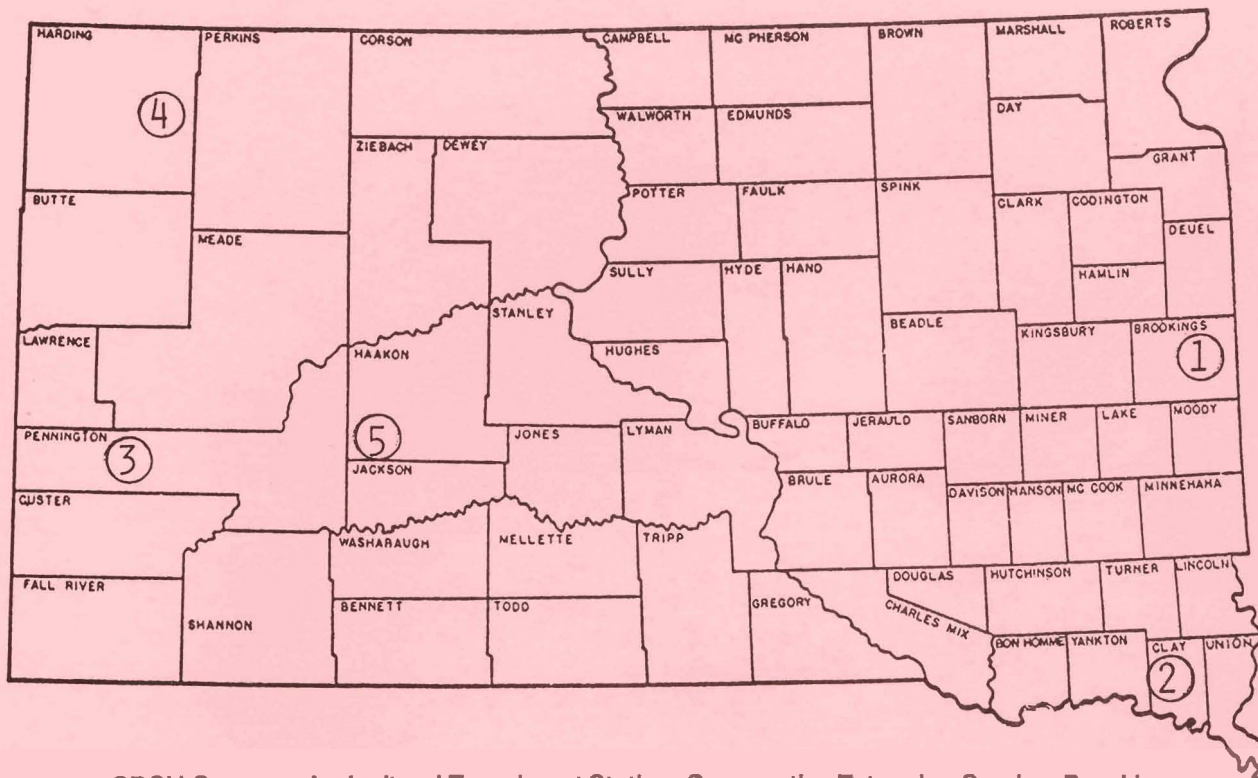 HARDING
PERKINS
CORSON
CAMPBELL
MC PHERSON
BROWN
MARSHALL
ROBERTS
4
WALWORTH
EDMUNDS
DAY
ZIEBACH
DEWEY
GRANT
BUTTE
POTTER
FAULK
SPINK
CLARK
CODINGTON
DEUEL
MEADE
SULLY
HYDE
HAND
HAMLIN
STANLEY
BEADLE
KINGSBURY
BROOKINGS
1
LAWRENCE
HAAKON
HUGHES
PENNINGTON
3
5
JONES
LYMAN
BUFFALO
JERAULD
SANBORN
MINER
LAKE
MOODY
JACKSON
CUSTER
BRULE
AURORA
DAVISON
HANSON
MC COOK
MINNEHAHA
WASHABAUGH
MELLETTE
TRIPP
FALL RIVER
SHANNON
BENNETT
TODD
GREGORY
DOUGLAS
CHARLES MIX
HUTCHINSON
TURNER
LINCOLN
BON HOMME
YANKTON
CLAY
UNION
2